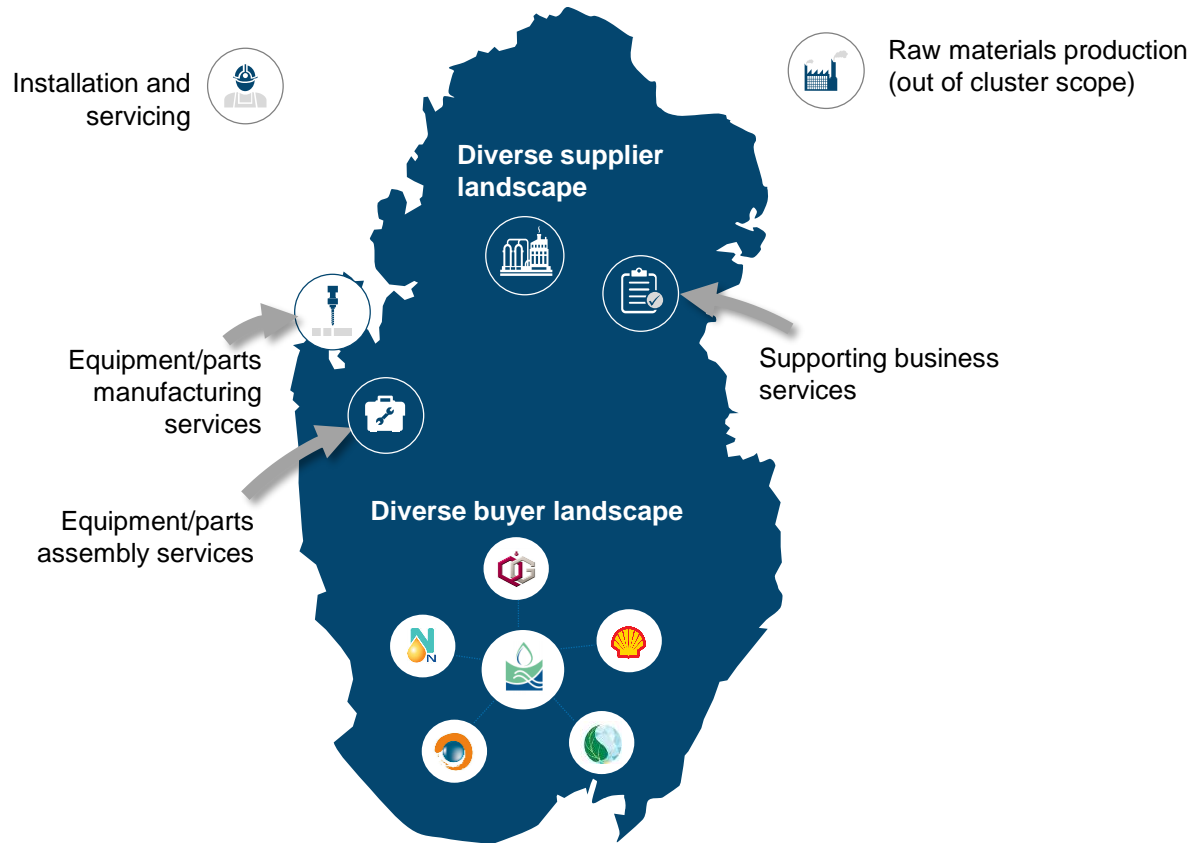 Installation and
servicing
Raw materials production
(out of cluster scope)
Diverse supplier
landscape
Equipment/parts
manufacturing
services
Supporting business
services
Equipment/parts
assembly services
Diverse buyer landscape
QG
N
N